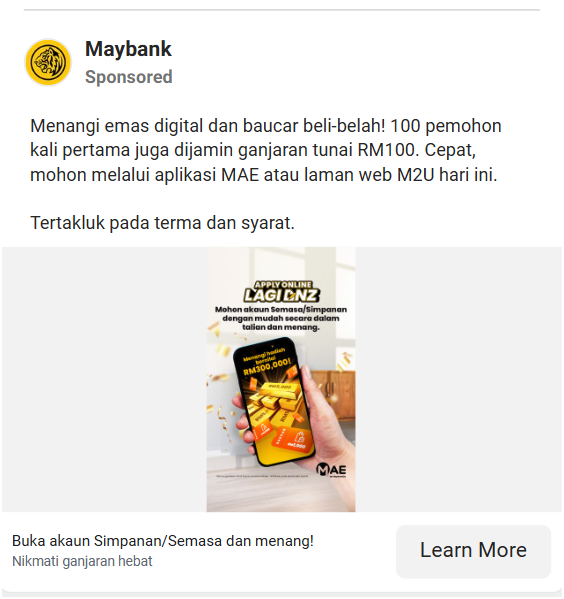 Maybank
Sponsored
Menangi emas digital dan baucar beli-belah! 100 pemohon
kali pertama juga dijamin ganjaran tunai RM100. Cepat,
mohon melalui aplikasi MAE atau laman web M2U hari ini.
Tertakluk pada terma dan syarat.
APPLY ONLINE
LAGI BNZ
Mohon akaun Semasa/Simpanan
dengan mudah secara dalam
talian dan menang.
Menangi hadiah
bernilai
RM300,000!
MAE
Buka akaun Simpanan/Semasa dan menang!
Nikmati ganjaran hebat
Learn More